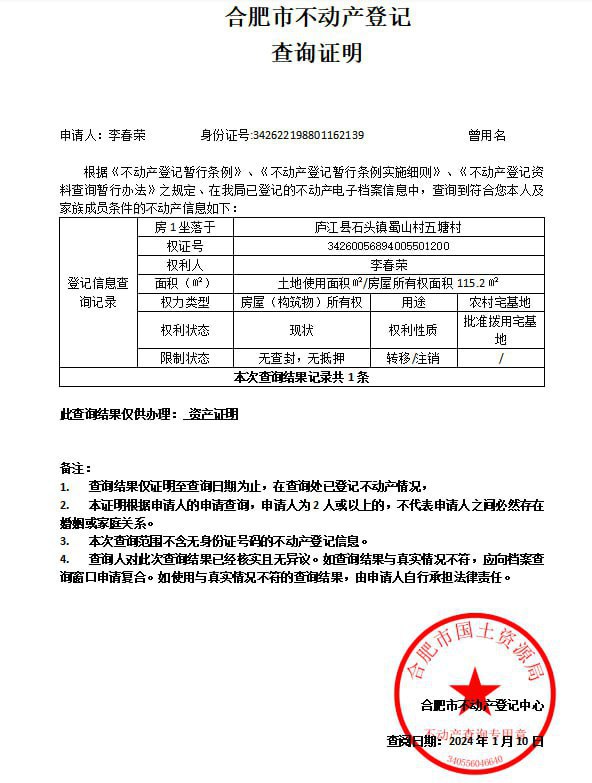 合肥市不动产登记
查询证明
申请人：李春荣 身份证号:342622198801162139 曾用名
根据《不动产登记暂行条例》、《不动产登记暂行条例实施细则》、《不动产登记资
料查询暂行办法》之规定、在我局已登记的不动产电子档案信息中，查询到符合您本人及
家族成员条件的不动产信息如下：
登记信息查
询记录
房1坐落于 庐江县石头镇蜀山村五塘村
权证号 34260056894005501200
权利人 李春荣
面积（㎡） 土地使用面积㎡/房屋所有权面积 115.2㎡
权力类型 房屋（构筑物）所有权 用途 农村宅基地
权利状态 现状 权利性质 批准拨用宅基
地
限制状态 无查封，无抵押 转移/注销 /
本次查询结果记录共1条
此查询结果仅供办理： 资产证明
备注：
1. 查询结果仅证明至查询日期为止，在查询处已登记不动产情况，
2. 本证明根据申请人的申请查询，申请人为2人或以上的，不代表申请人之间必然存在
婚姻或家庭关系。
3. 本次查询范围不含无身份证号码的不动产登记信息。
4. 查询人对此次查询结果已经核实且无异议。如查询结果与真实情况不符，应向档案查
询窗口申请复合。如使用与真实情况不符的查询结果，由申请人自行承担法律责任。
合肥市国土资源局
合肥市不动产登记中心
不动产查询专用章
查阅日期：2024年1月10日
340556046640